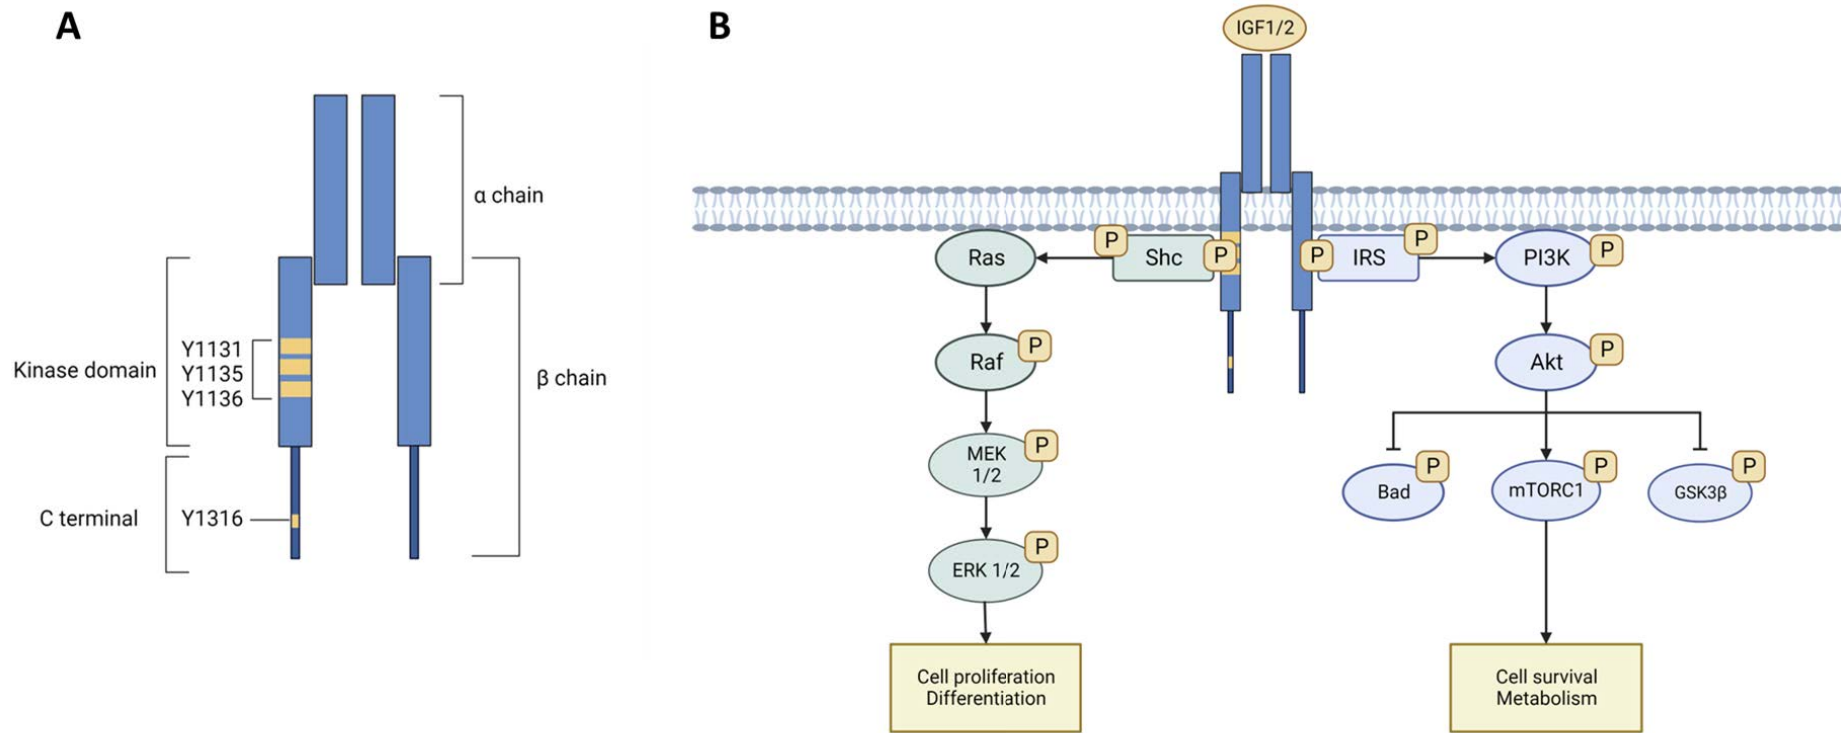 A
α chain
Kinase domain
Y1131
Y1135
Y1136
β chain
C terminal
Y1316
B
IGF1/2
Ras
P
Shc
P
P
IRS
P
PI3K
P
Raf
P
Akt
P
MEK
1/2
P
Bad
P
mTORC1
P
GSK3β
P
ERK 1/2
P
Cell proliferation
Differentiation
Cell survival
Metabolism